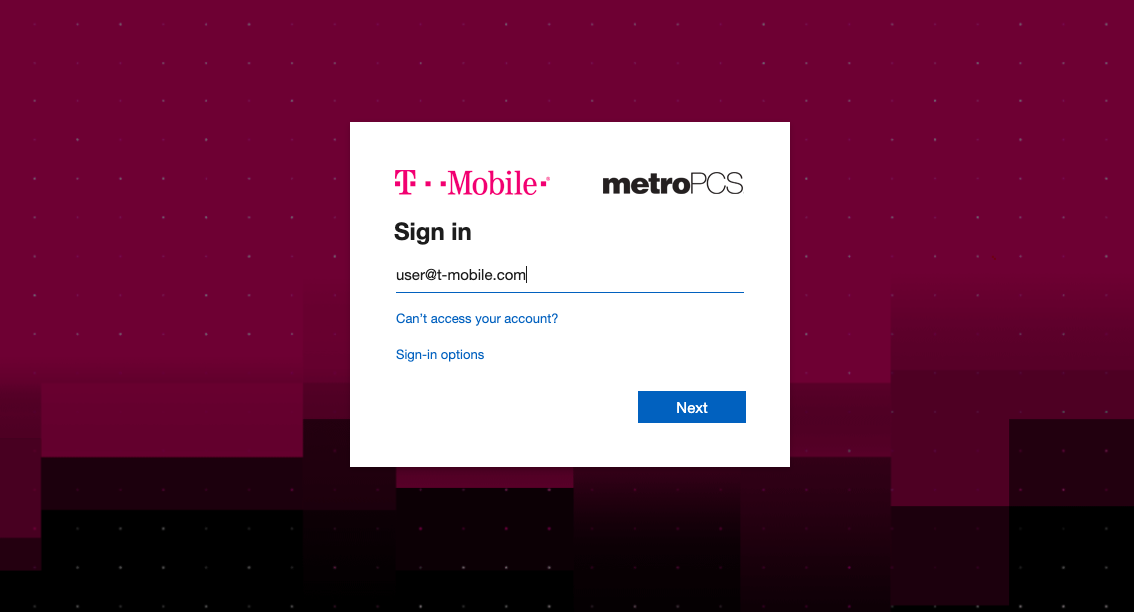 T··Mobile·
metroPCS
Sign in
user@t-mobile.com
Can't access your account?
Sign-in options
Next